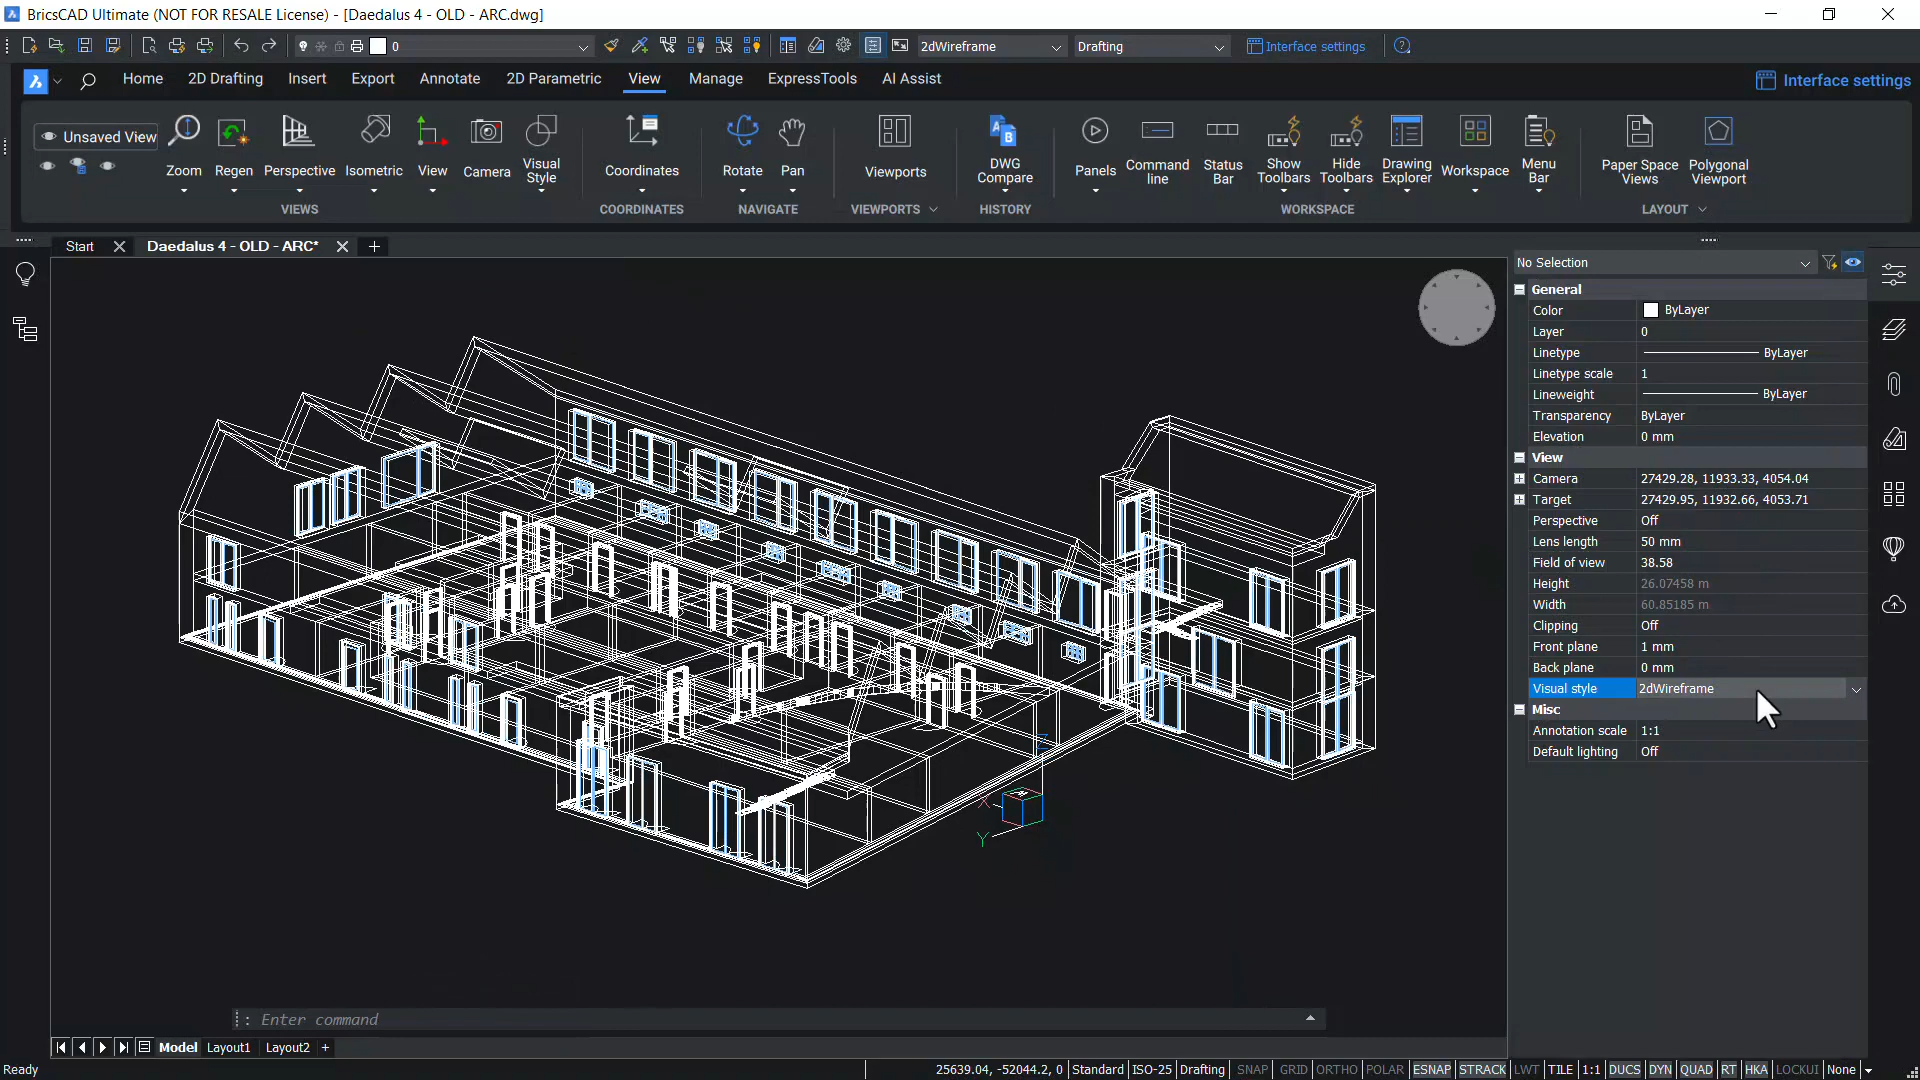 BricsCAD Ultimate (NOT FOR RESALE License) - [Daedalus 4 - OLD - ARC.dwg]
0
2dWireframe
Drafting
Interface settings
Home
2D Drafting
Insert
Export
Annotate
2D Parametric
View
Manage
ExpressTools
AI Assist
Interface settings
Unsaved View
Zoom
Regen
Perspective
Isometric
View
Camera
Visual
Style
Coordinates
Rotate
Pan
Viewports
DWG
Compare
Panels
Command
line
Status
Bar
Show
Toolbars
Hide
Toolbars
Drawing
Explorer
Workspace
Menu
Bar
Paper Space
Views
Polygonal
Viewport
VIEWS
COORDINATES
NAVIGATE
VIEWPORTS
HISTORY
WORKSPACE
LAYOUT
Start
Daedalus 4 - OLD - ARC*
No Selection
General
Color ByLayer
Layer 0
Linetype ByLayer
Linetype scale 1
Lineweight ByLayer
Transparency ByLayer
Elevation 0 mm
View
Camera 27429.28, 11933.33, 4054.04
Target 27429.95, 11932.66, 4053.71
Perspective Off
Lens length 50 mm
Field of view 38.58
Height 26.07458 m
Width 60.85185 m
Clipping Off
Front plane 1 mm
Back plane 0 mm
Visual style 2dWireframe
Misc
Annotation scale 1:1
Default lighting Off
Z
X
Y
: Enter command
Model
Layout1
Layout2
+
Ready
25639.04, -52044.2, 0
Standard
ISO-25
Drafting
SNAP
GRID
ORTHO
POLAR
ESNAP
STRACK
LWT
TILE
1:1
DUCS
DYN
QUAD
RT
HKA
LOCKUI
None